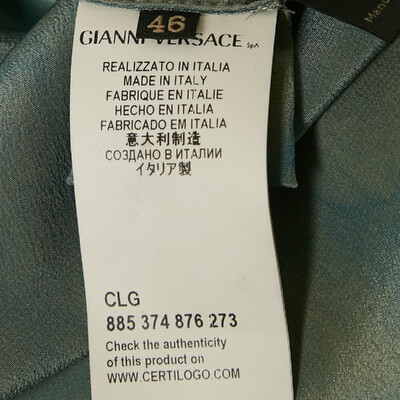 46
GIANNI VERSACE SpA
REALIZZATO IN ITALIA
MADE IN ITALY
FABRIQUE EN ITALIE
HECHO EN ITALIA
FABRICADO EM ITALIA
意大利制造
СОЗДАНО В ИТАЛИИ
イタリア製
CLG
885 374 876 273
Check the authenticity
of this product on
WWW.CERTILOGO.COM